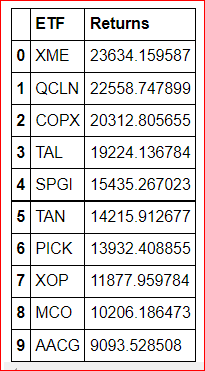 ETF Returns
0 XME 23634.159587
1 QCLN 22558.747899
2 COPX 20312.805655
3 TAL 19224.136784
4 SPGI 15435.267023
5 TAN 14215.912677
6 PICK 13932.408855
7 XOP 11877.959784
8 MCO 10206.186473
9 AACG 9093.528508